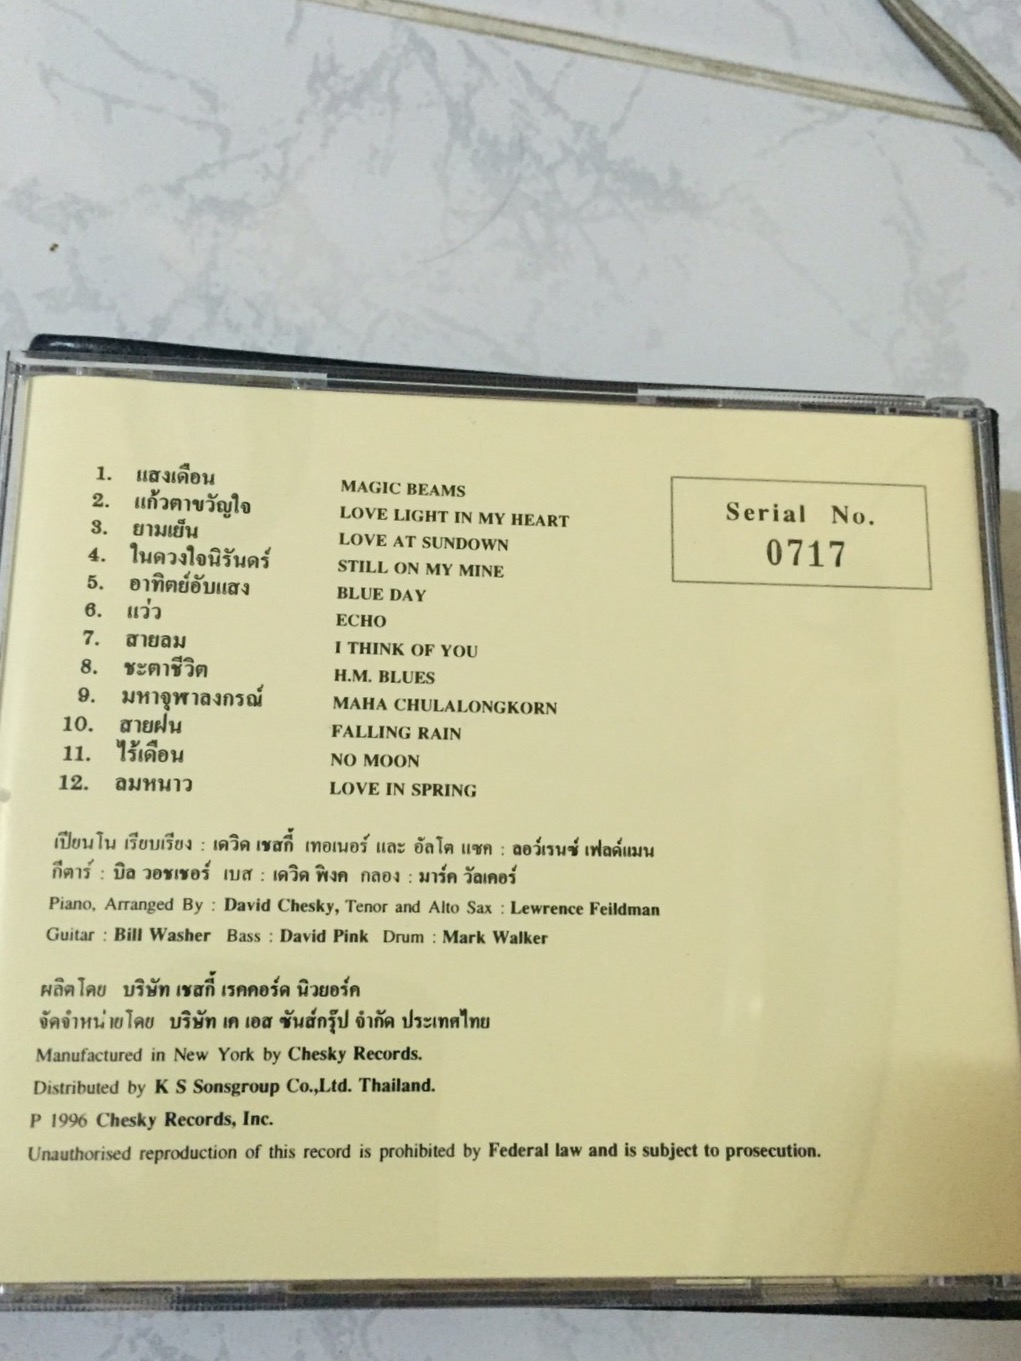 1. แสงเดือน MAGIC BEAMS
2. แก้วตาขวัญใจ LOVE LIGHT IN MY HEART
3. ยามเย็น LOVE AT SUNDOWN
4. ในดวงใจนิรันดร์ STILL ON MY MINE
5. อาทิตย์อับแสง BLUE DAY
6. แว่ว ECHO
7. สายลม I THINK OF YOU
8. ชะตาชีวิต H.M. BLUES
9. มหาจุฬาลงกรณ์ MAHA CHULALONGKORN
10. สายฝน FALLING RAIN
11. ไร้เดือน NO MOON
12. ลมหนาว LOVE IN SPRING
Serial No.
0717
เปียนโน เรียบเรียง : เดวิด เชสกี้ เทอเนอร์ และ อัลโต แซค : ลอว์เรนซ์ เฟลด์แมน
กีตาร์ : บิล วอชเชอร์ เบส : เดวิด พิงค กลอง : มาร์ค วัลเคอร์
Piano, Arranged By : David Chesky, Tenor and Alto Sax : Lewrence Feildman
Guitar : Bill Washer Bass : David Pink Drum : Mark Walker
ผลิตโดย บริษัท เชสกี้ เรคคอร์ด นิวยอร์ค
จัดจำหน่ายโดย บริษัท เค เอส ซันส์กรุ๊ป จำกัด ประเทศไทย
Manufactured in New York by Chesky Records.
Distributed by K S Sonsgroup Co.,Ltd. Thailand.
P 1996 Chesky Records, Inc.
Unauthorised reproduction of this record is prohibited by Federal law and is subject to prosecution.